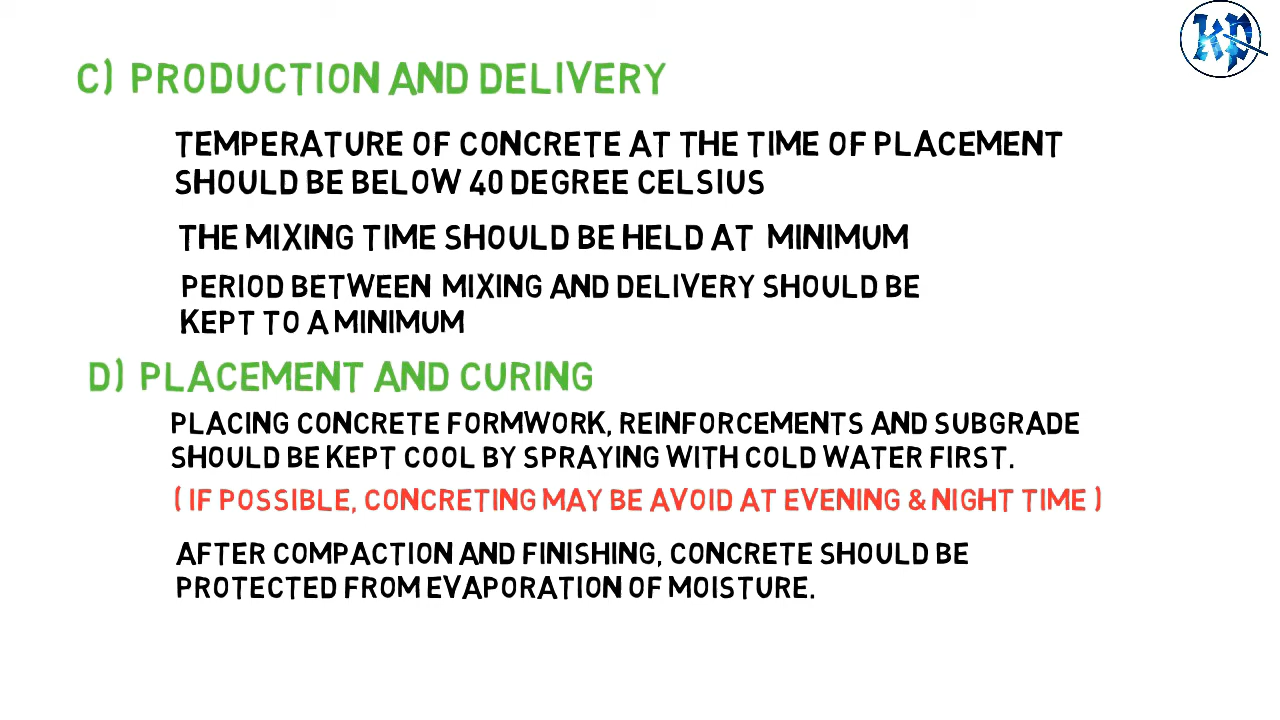 KP
C) PRODUCTION AND DELIVERY
TEMPERATURE OF CONCRETE AT THE TIME OF PLACEMENT
SHOULD BE BELOW 40 DEGREE CELSIUS
THE MIXING TIME SHOULD BE HELD AT MINIMUM
PERIOD BETWEEN MIXING AND DELIVERY SHOULD BE
KEPT TO A MINIMUM
D) PLACEMENT AND CURING
PLACING CONCRETE FORMWORK, REINFORCEMENTS AND SUBGRADE
SHOULD BE KEPT COOL BY SPRAYING WITH COLD WATER FIRST.
( IF POSSIBLE, CONCRETING MAY BE AVOID AT EVENING & NIGHT TIME )
AFTER COMPACTION AND FINISHING, CONCRETE SHOULD BE
PROTECTED FROM EVAPORATION OF MOISTURE.